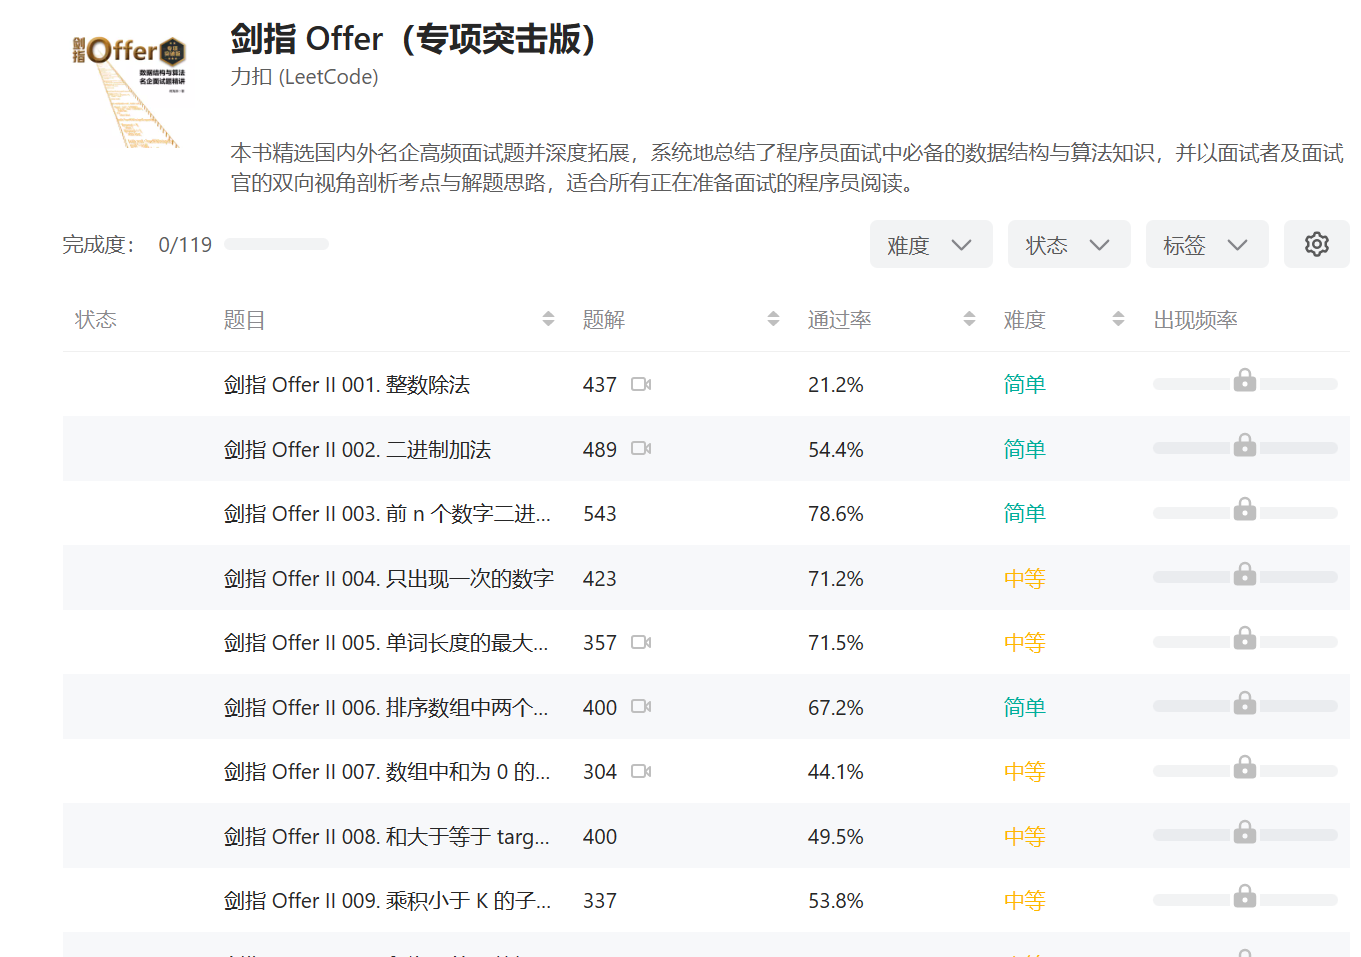 剑指 Offer 专项突破版
数据结构与算法
名企面试题精讲
剑指 Offer（专项突击版）
力扣 (LeetCode)
本书精选国内外名企高频面试题并深度拓展，系统地总结了程序员面试中必备的数据结构与算法知识，并以面试者及面试
官的双向视角剖析考点与解题思路，适合所有正在准备面试的程序员阅读。
完成度： 0/119 难度 状态 标签
状态 题目 题解 通过率 难度 出现频率
剑指 Offer II 001. 整数除法 437 21.2% 简单
剑指 Offer II 002. 二进制加法 489 54.4% 简单
剑指 Offer II 003. 前 n 个数字二进... 543 78.6% 简单
剑指 Offer II 004. 只出现一次的数字 423 71.2% 中等
剑指 Offer II 005. 单词长度的最大... 357 71.5% 中等
剑指 Offer II 006. 排序数组中两个... 400 67.2% 简单
剑指 Offer II 007. 数组中和为 0 的... 304 44.1% 中等
剑指 Offer II 008. 和大于等于 targ... 400 49.5% 中等
剑指 Offer II 009. 乘积小于 K 的子... 337 53.8% 中等